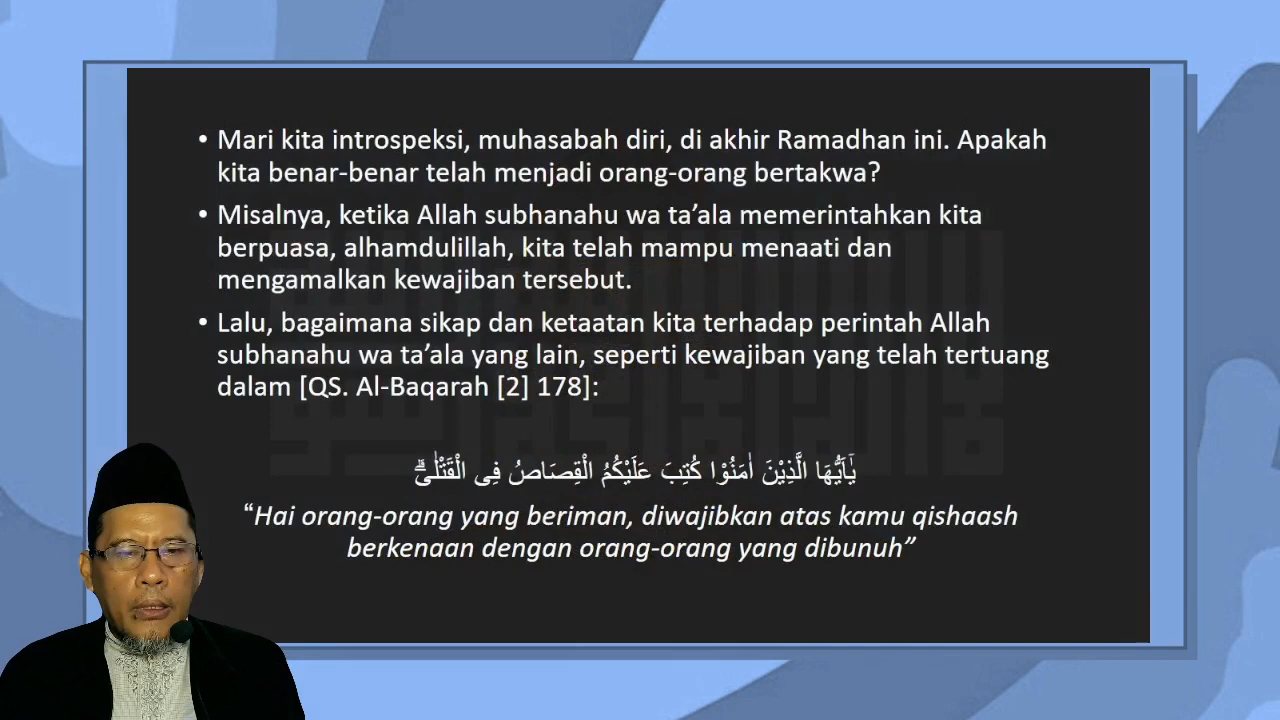 • Mari kita introspeksi, muhasabah diri, di akhir Ramadhan ini. Apakah
kita benar-benar telah menjadi orang-orang bertakwa?
• Misalnya, ketika Allah subhanahu wa ta’ala memerintahkan kita
berpuasa, alhamdulillah, kita telah mampu menaati dan
mengamalkan kewajiban tersebut.
• Lalu, bagaimana sikap dan ketaatan kita terhadap perintah Allah
subhanahu wa ta’ala yang lain, seperti kewajiban yang telah tertuang
dalam [QS. Al-Baqarah [2] 178]:
يٰٓاَيُّهَا الَّذِيْنَ اٰمَنُوْا كُتِبَ عَلَيْكُمُ الْقِصَاصُ فِى الْقَتْلٰىۗ
“Hai orang-orang yang beriman, diwajibkan atas kamu qishaash
berkenaan dengan orang-orang yang dibunuh”